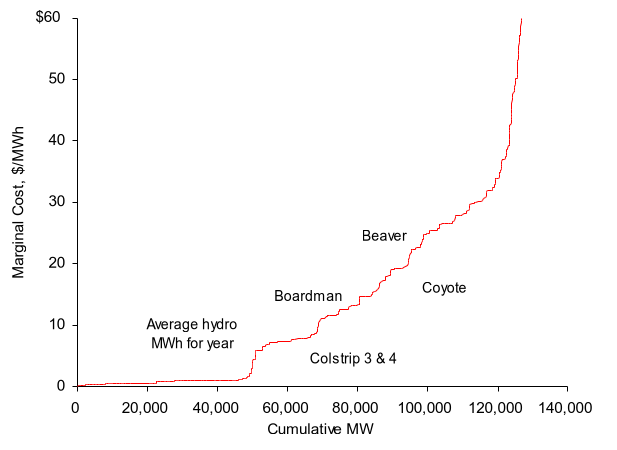 $60
50
40
30
20
10
0
Marginal Cost, $/MWh
Beaver
Coyote
Boardman
Average hydro
MWh for year
Colstrip 3 & 4
0 20,000 40,000 60,000 80,000 100,000 120,000 140,000
Cumulative MW